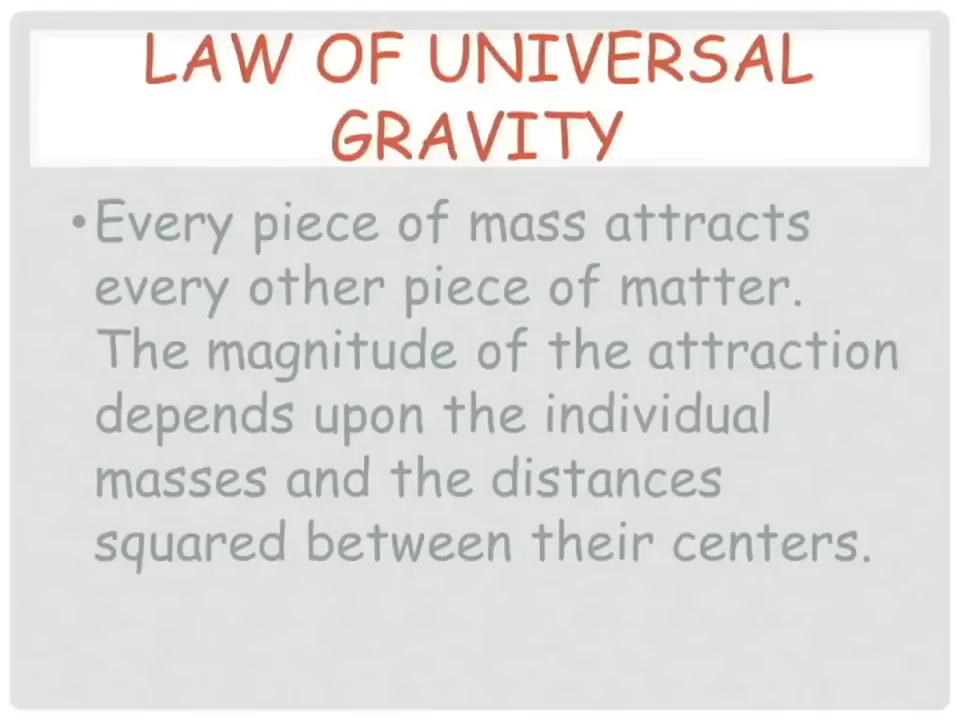 LAW OF UNIVERSAL
GRAVITY
•Every piece of mass attracts
every other piece of matter.
The magnitude of the attraction
depends upon the individual
masses and the distances
squared between their centers.